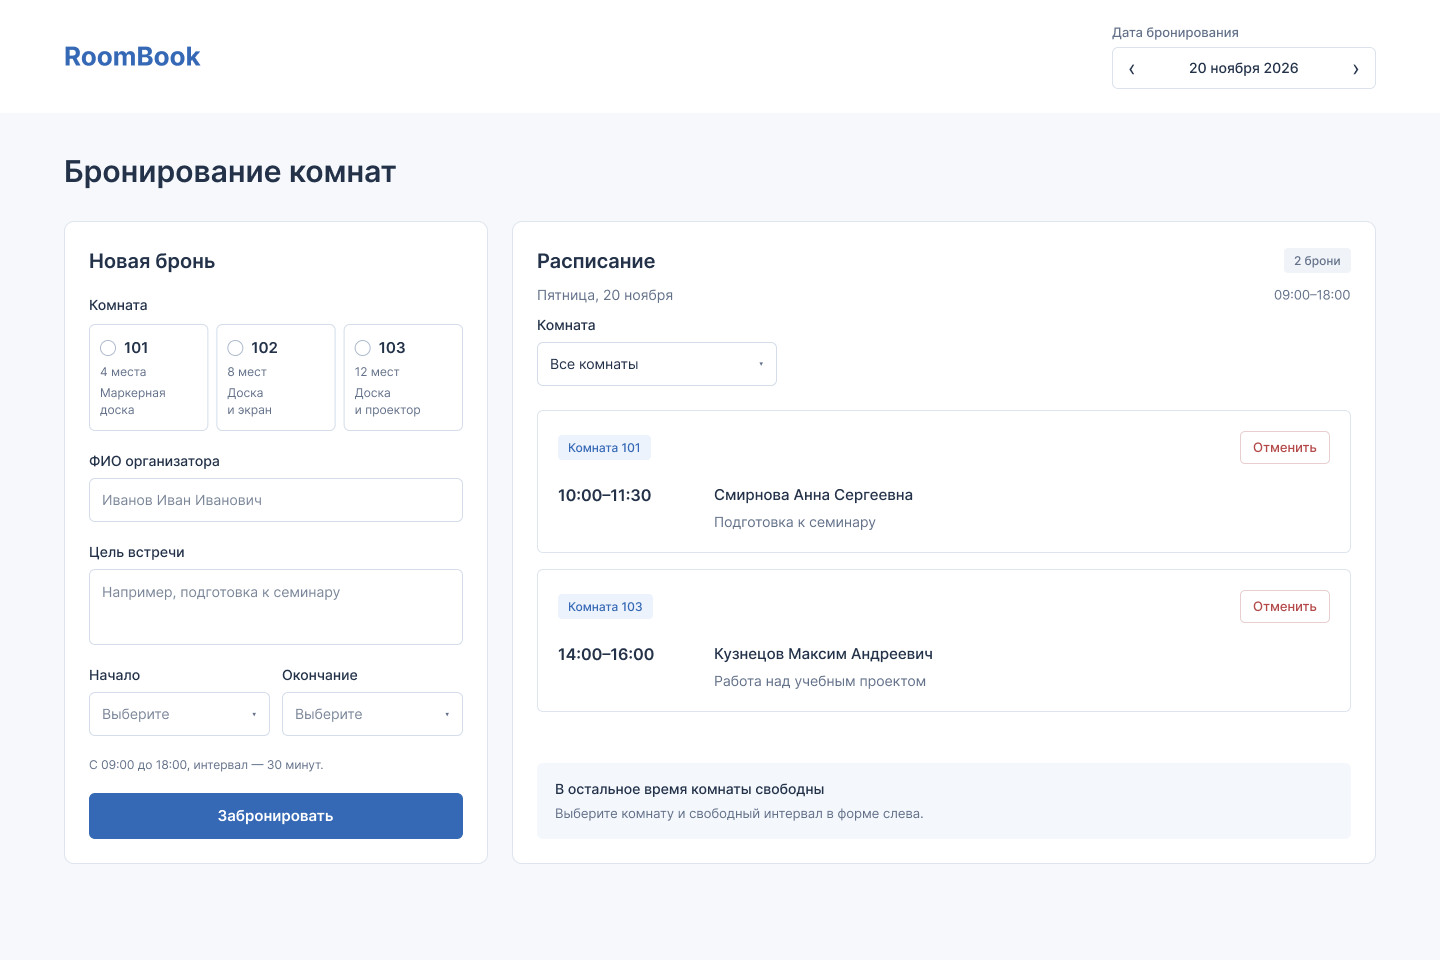 RoomBook
Дата бронирования
‹ 20 ноября 2026 ›
Бронирование комнат
Новая бронь
Комната
101
4 места
Маркерная
доска
102
8 мест
Доска
и экран
103
12 мест
Доска
и проектор
ФИО организатора
Иванов Иван Иванович
Цель встречи
Например, подготовка к семинару
Начало
Выберите
Окончание
Выберите
С 09:00 до 18:00, интервал — 30 минут.
Забронировать
Расписание
2 брони
Пятница, 20 ноября
09:00–18:00
Комната
Все комнаты
Комната 101
Отменить
10:00–11:30
Смирнова Анна Сергеевна
Подготовка к семинару
Комната 103
Отменить
14:00–16:00
Кузнецов Максим Андреевич
Работа над учебным проектом
В остальное время комнаты свободны
Выберите комнату и свободный интервал в форме слева.